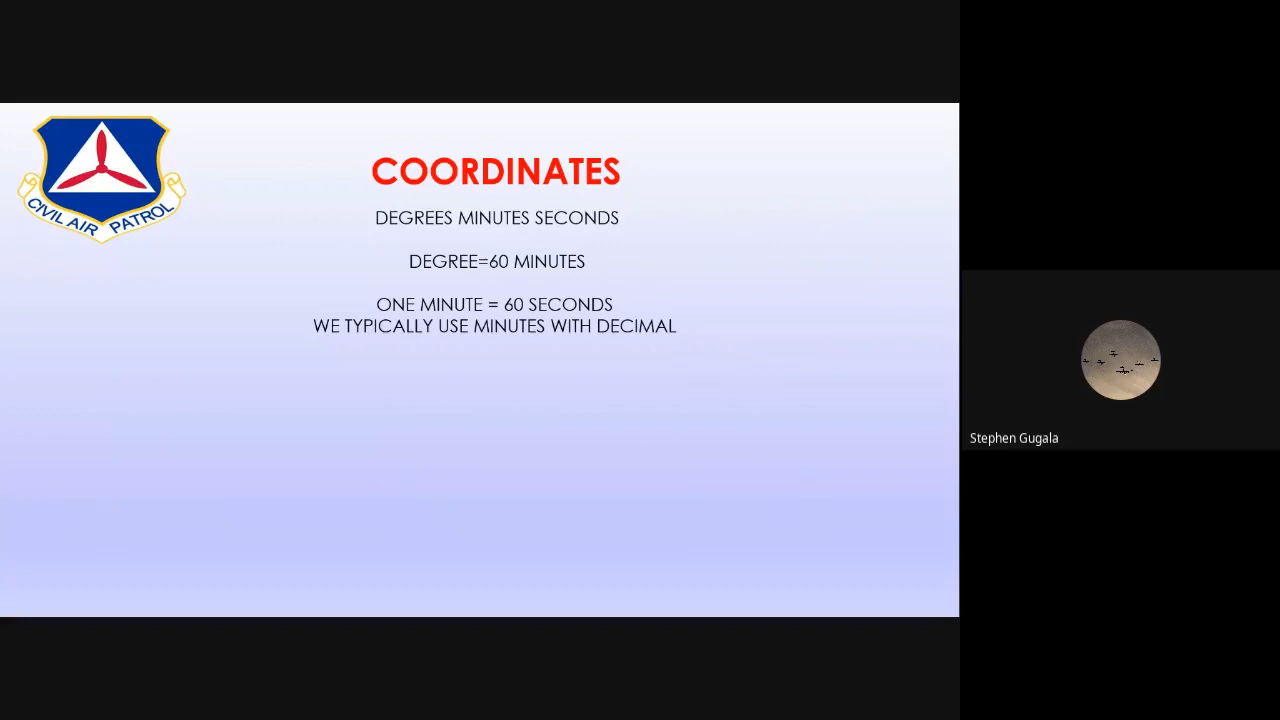 CIVIL AIR PATROL
COORDINATES
DEGREES MINUTES SECONDS
DEGREE=60 MINUTES
ONE MINUTE = 60 SECONDS
WE TYPICALLY USE MINUTES WITH DECIMAL
Stephen Gugala